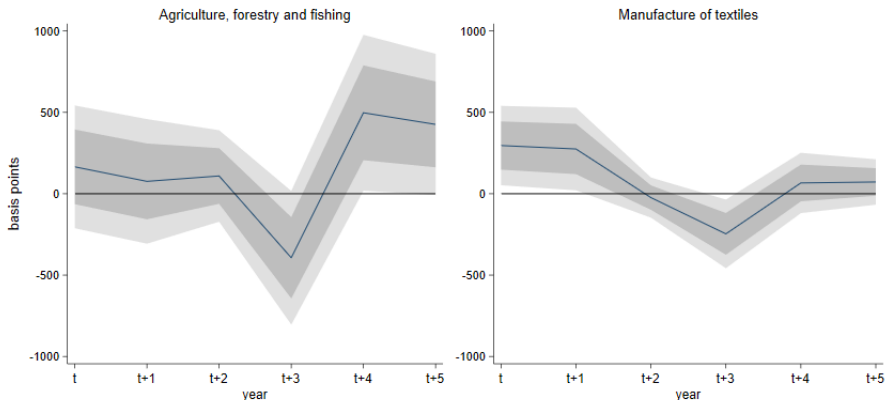 Agriculture, forestry and fishing
basis points
1000
500
0
-500
-1000
t t+1 t+2 t+3 t+4 t+5
year
Manufacture of textiles
1000
500
0
-500
-1000
t t+1 t+2 t+3 t+4 t+5
year